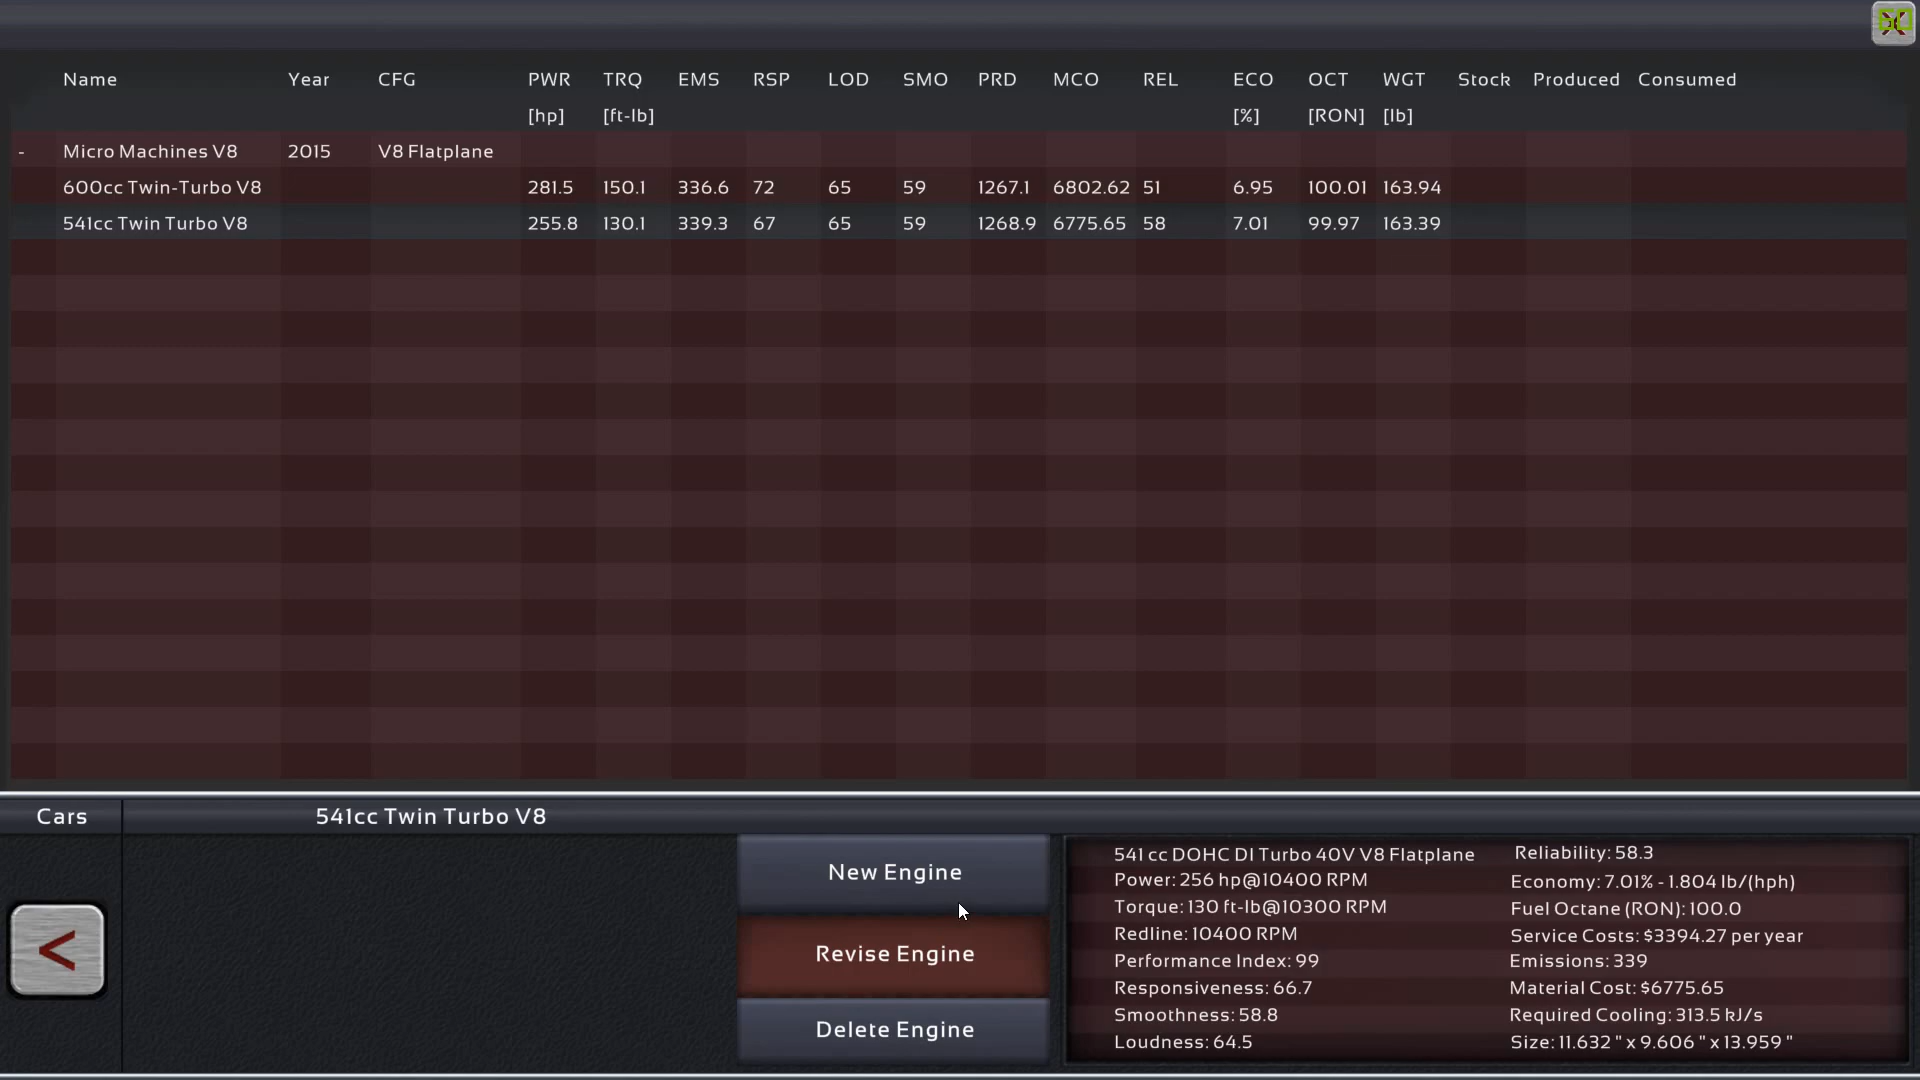 Name Year CFG PWR TRQ EMS RSP LOD SMO PRD MCO REL ECO OCT WGT Stock Produced Consumed
[hp] [ft-lb] [%] [RON] [lb]
- Micro Machines V8 2015 V8 Flatplane
600cc Twin-Turbo V8 281.5 150.1 336.6 72 65 59 1267.1 6802.62 51 6.95 100.01 163.94
541cc Twin Turbo V8 255.8 130.1 339.3 67 65 59 1268.9 6775.65 58 7.01 99.97 163.39
Cars
541cc Twin Turbo V8
<
New Engine
Revise Engine
Delete Engine
541 cc DOHC DI Turbo 40V V8 Flatplane
Power: 256 hp@10400 RPM
Torque: 130 ft-lb@10300 RPM
Redline: 10400 RPM
Performance Index: 99
Responsiveness: 66.7
Smoothness: 58.8
Loudness: 64.5
Reliability: 58.3
Economy: 7.01% - 1.804 lb/(hph)
Fuel Octane (RON): 100.0
Service Costs: $3394.27 per year
Emissions: 339
Material Cost: $6775.65
Required Cooling: 313.5 kJ/s
Size: 11.632 " x 9.606 " x 13.959 "